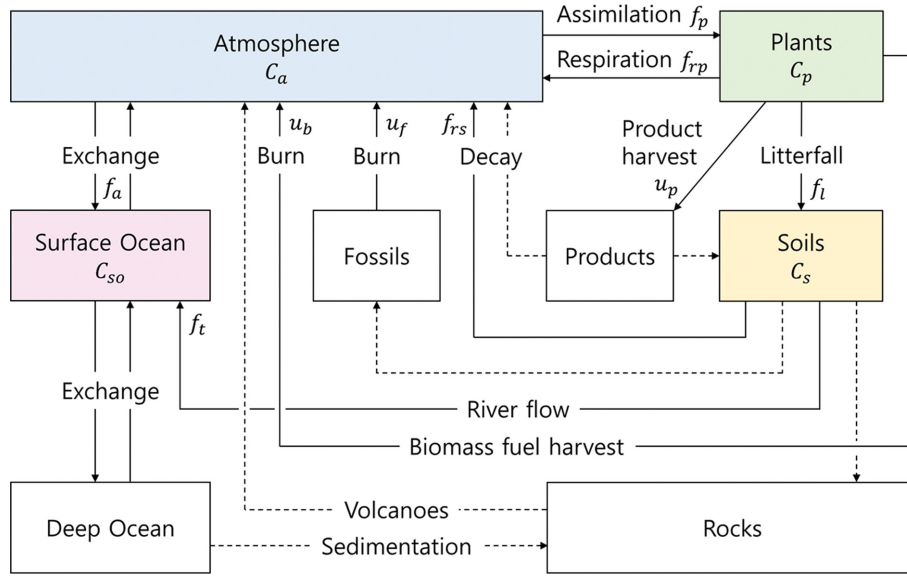 Atmosphere
C_a
Assimilation f_p
Respiration f_rp
Plants
C_p
Exchange
f_a
u_b
Burn
u_f
Burn
f_rs
Decay
Product
harvest
u_p
Litterfall
f_l
Surface Ocean
C_so
Fossils
Products
Soils
C_s
f_t
Exchange
River flow
Biomass fuel harvest
Deep Ocean
Volcanoes
Sedimentation
Rocks